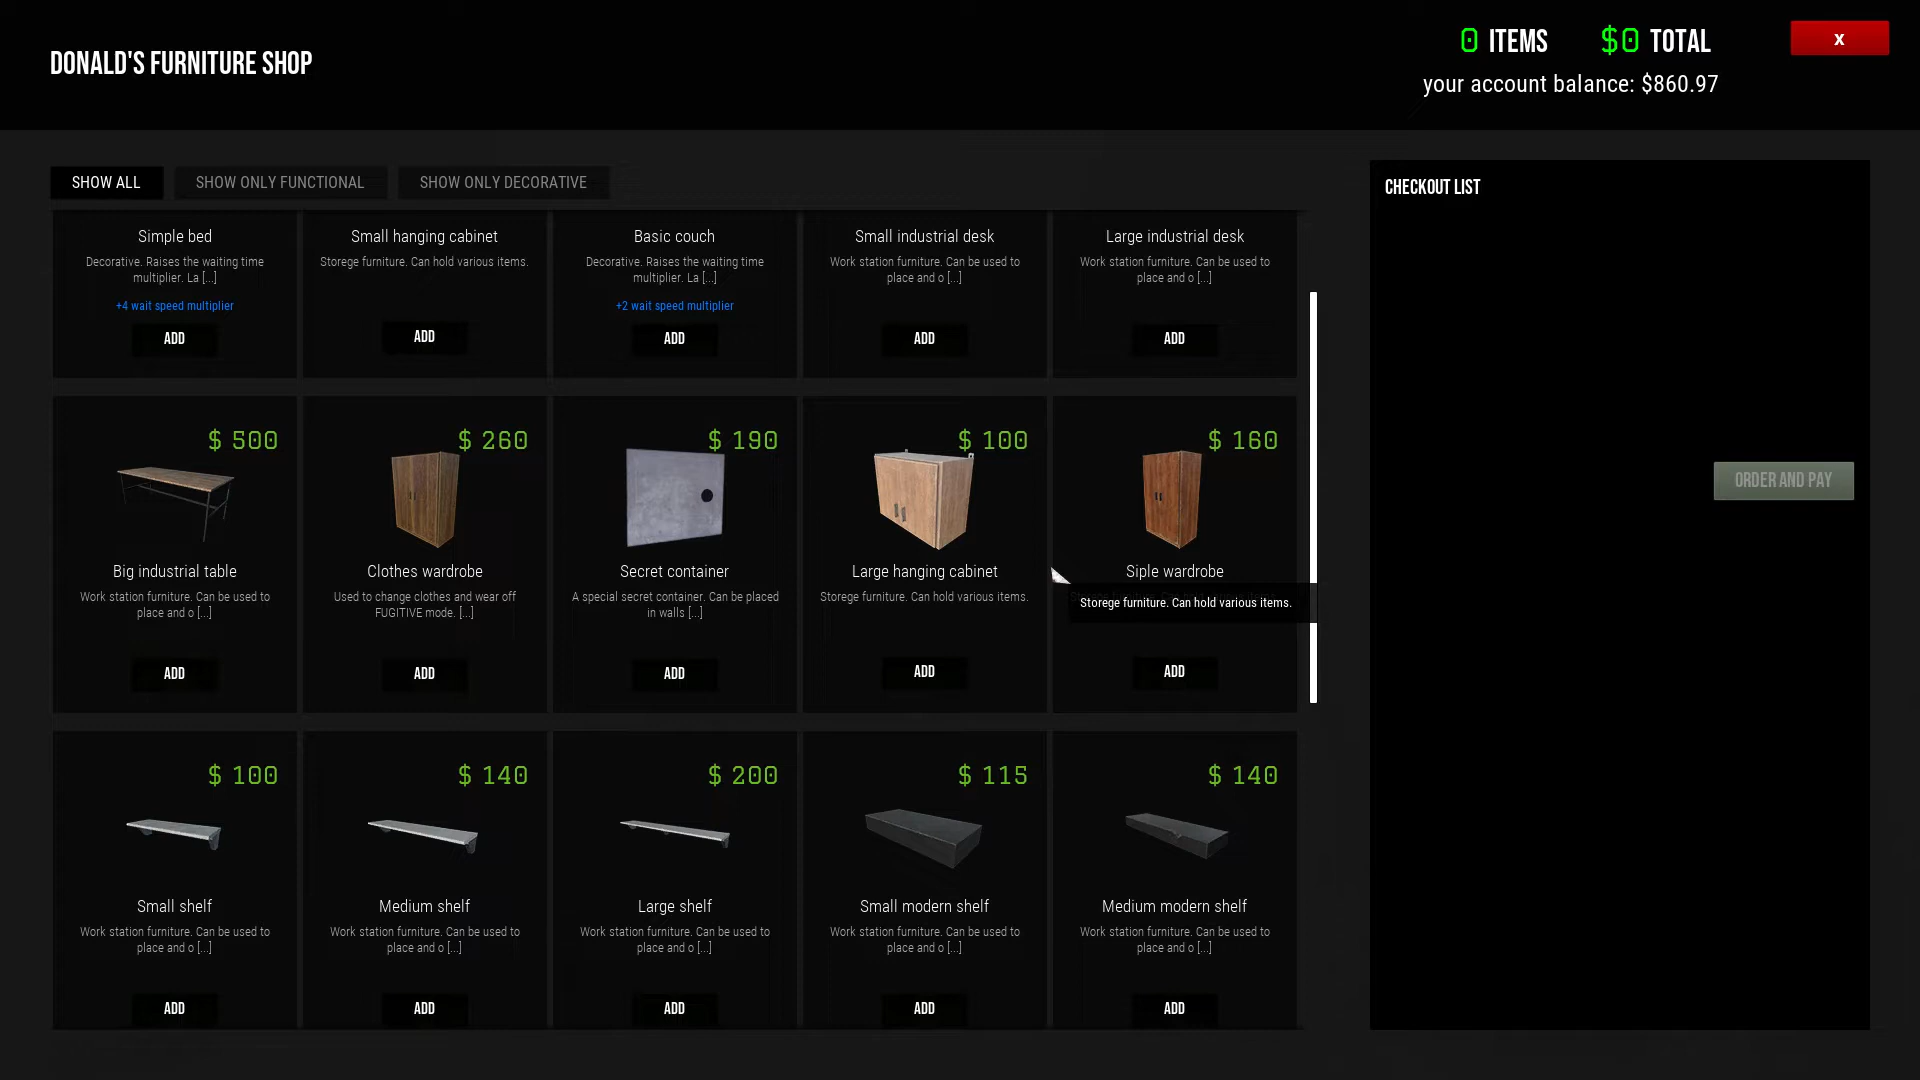 DONALD'S FURNITURE SHOP
0 ITEMS $0 TOTAL
x
your account balance: $860.97
SHOW ALL
SHOW ONLY FUNCTIONAL
SHOW ONLY DECORATIVE
CHECKOUT LIST
ORDER AND PAY
Simple bed
Decorative. Raises the waiting time
multiplier. La [...]
+4 wait speed multiplier
ADD
Small hanging cabinet
Storege furniture. Can hold various items.
ADD
Basic couch
Decorative. Raises the waiting time
multiplier. La [...]
+2 wait speed multiplier
ADD
Small industrial desk
Work station furniture. Can be used to
place and o [...]
ADD
Large industrial desk
Work station furniture. Can be used to
place and o [...]
ADD
$ 500
Big industrial table
Work station furniture. Can be used to
place and o [...]
ADD
$ 260
Clothes wardrobe
Used to change clothes and wear off
FUGITIVE mode. [...]
ADD
$ 190
Secret container
A special secret container. Can be placed
in walls [...]
ADD
$ 100
Large hanging cabinet
Storege furniture. Can hold various items.
ADD
$ 160
Siple wardrobe
Storege furniture. Can hold various items.
ADD
$ 100
Small shelf
Work station furniture. Can be used to
place and o [...]
ADD
$ 140
Medium shelf
Work station furniture. Can be used to
place and o [...]
ADD
$ 200
Large shelf
Work station furniture. Can be used to
place and o [...]
ADD
$ 115
Small modern shelf
Work station furniture. Can be used to
place and o [...]
ADD
$ 140
Medium modern shelf
Work station furniture. Can be used to
place and o [...]
ADD